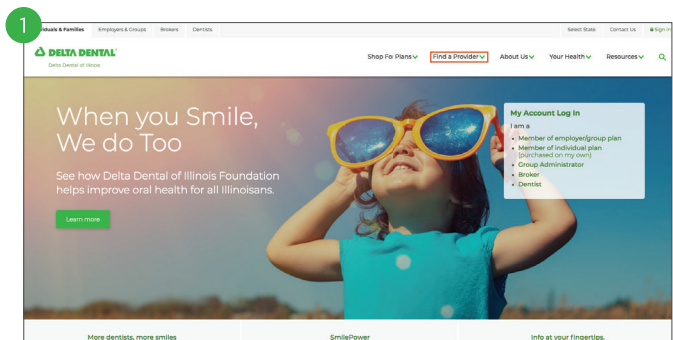 1
Individuals & Families Employers & Groups Brokers Dentists Select State Contact Us Sign In
DELTA DENTAL®
Delta Dental of Illinois
Shop For Plans Find a Provider About Us Your Health Resources
When you Smile,
We do Too
See how Delta Dental of Illinois Foundation
helps improve oral health for all Illinoisans.
Learn more
My Account Log In
I am a
Member of employer/group plan
Member of individual plan
(purchased on my own)
Group Administrator
Broker
Dentist
More dentists, more smiles SmilePower Info at your fingertips.